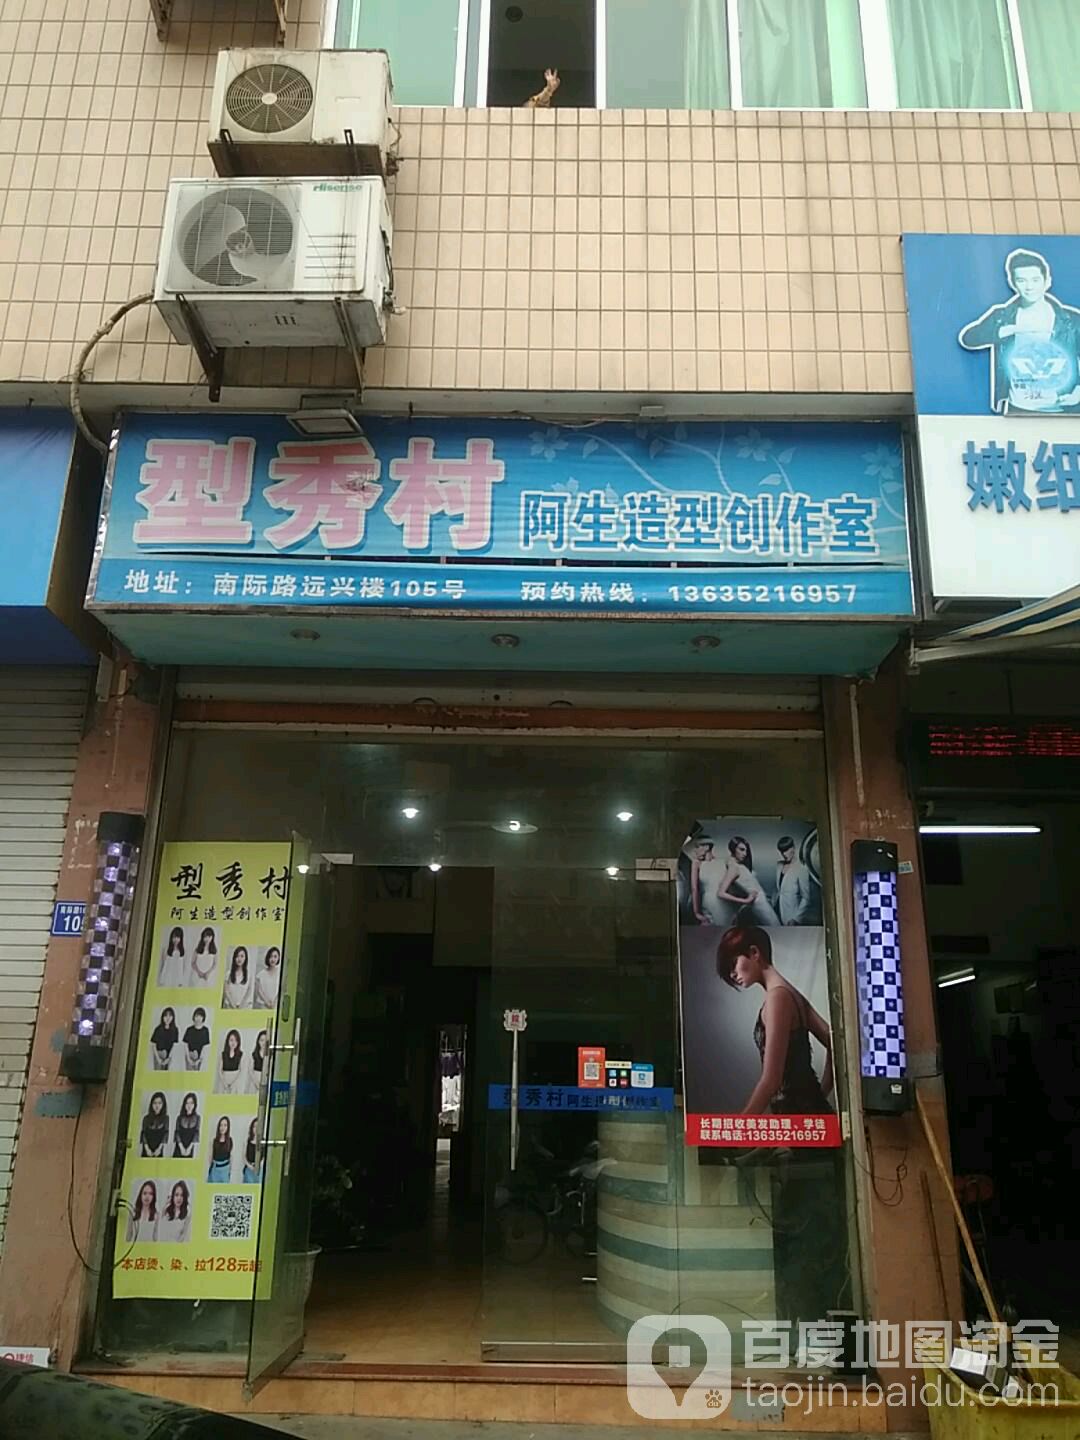 Hisense
型秀村
阿生造型创作室
地址：南际路远兴楼105号
预约热线：13635216957
嫩细
型秀村
阿生造型创作室
本店烫、染、拉128元起
型秀村
长期招收美发助理、学徒
联系电话:13635216957
百度地图淘金
taojin.baidu.com